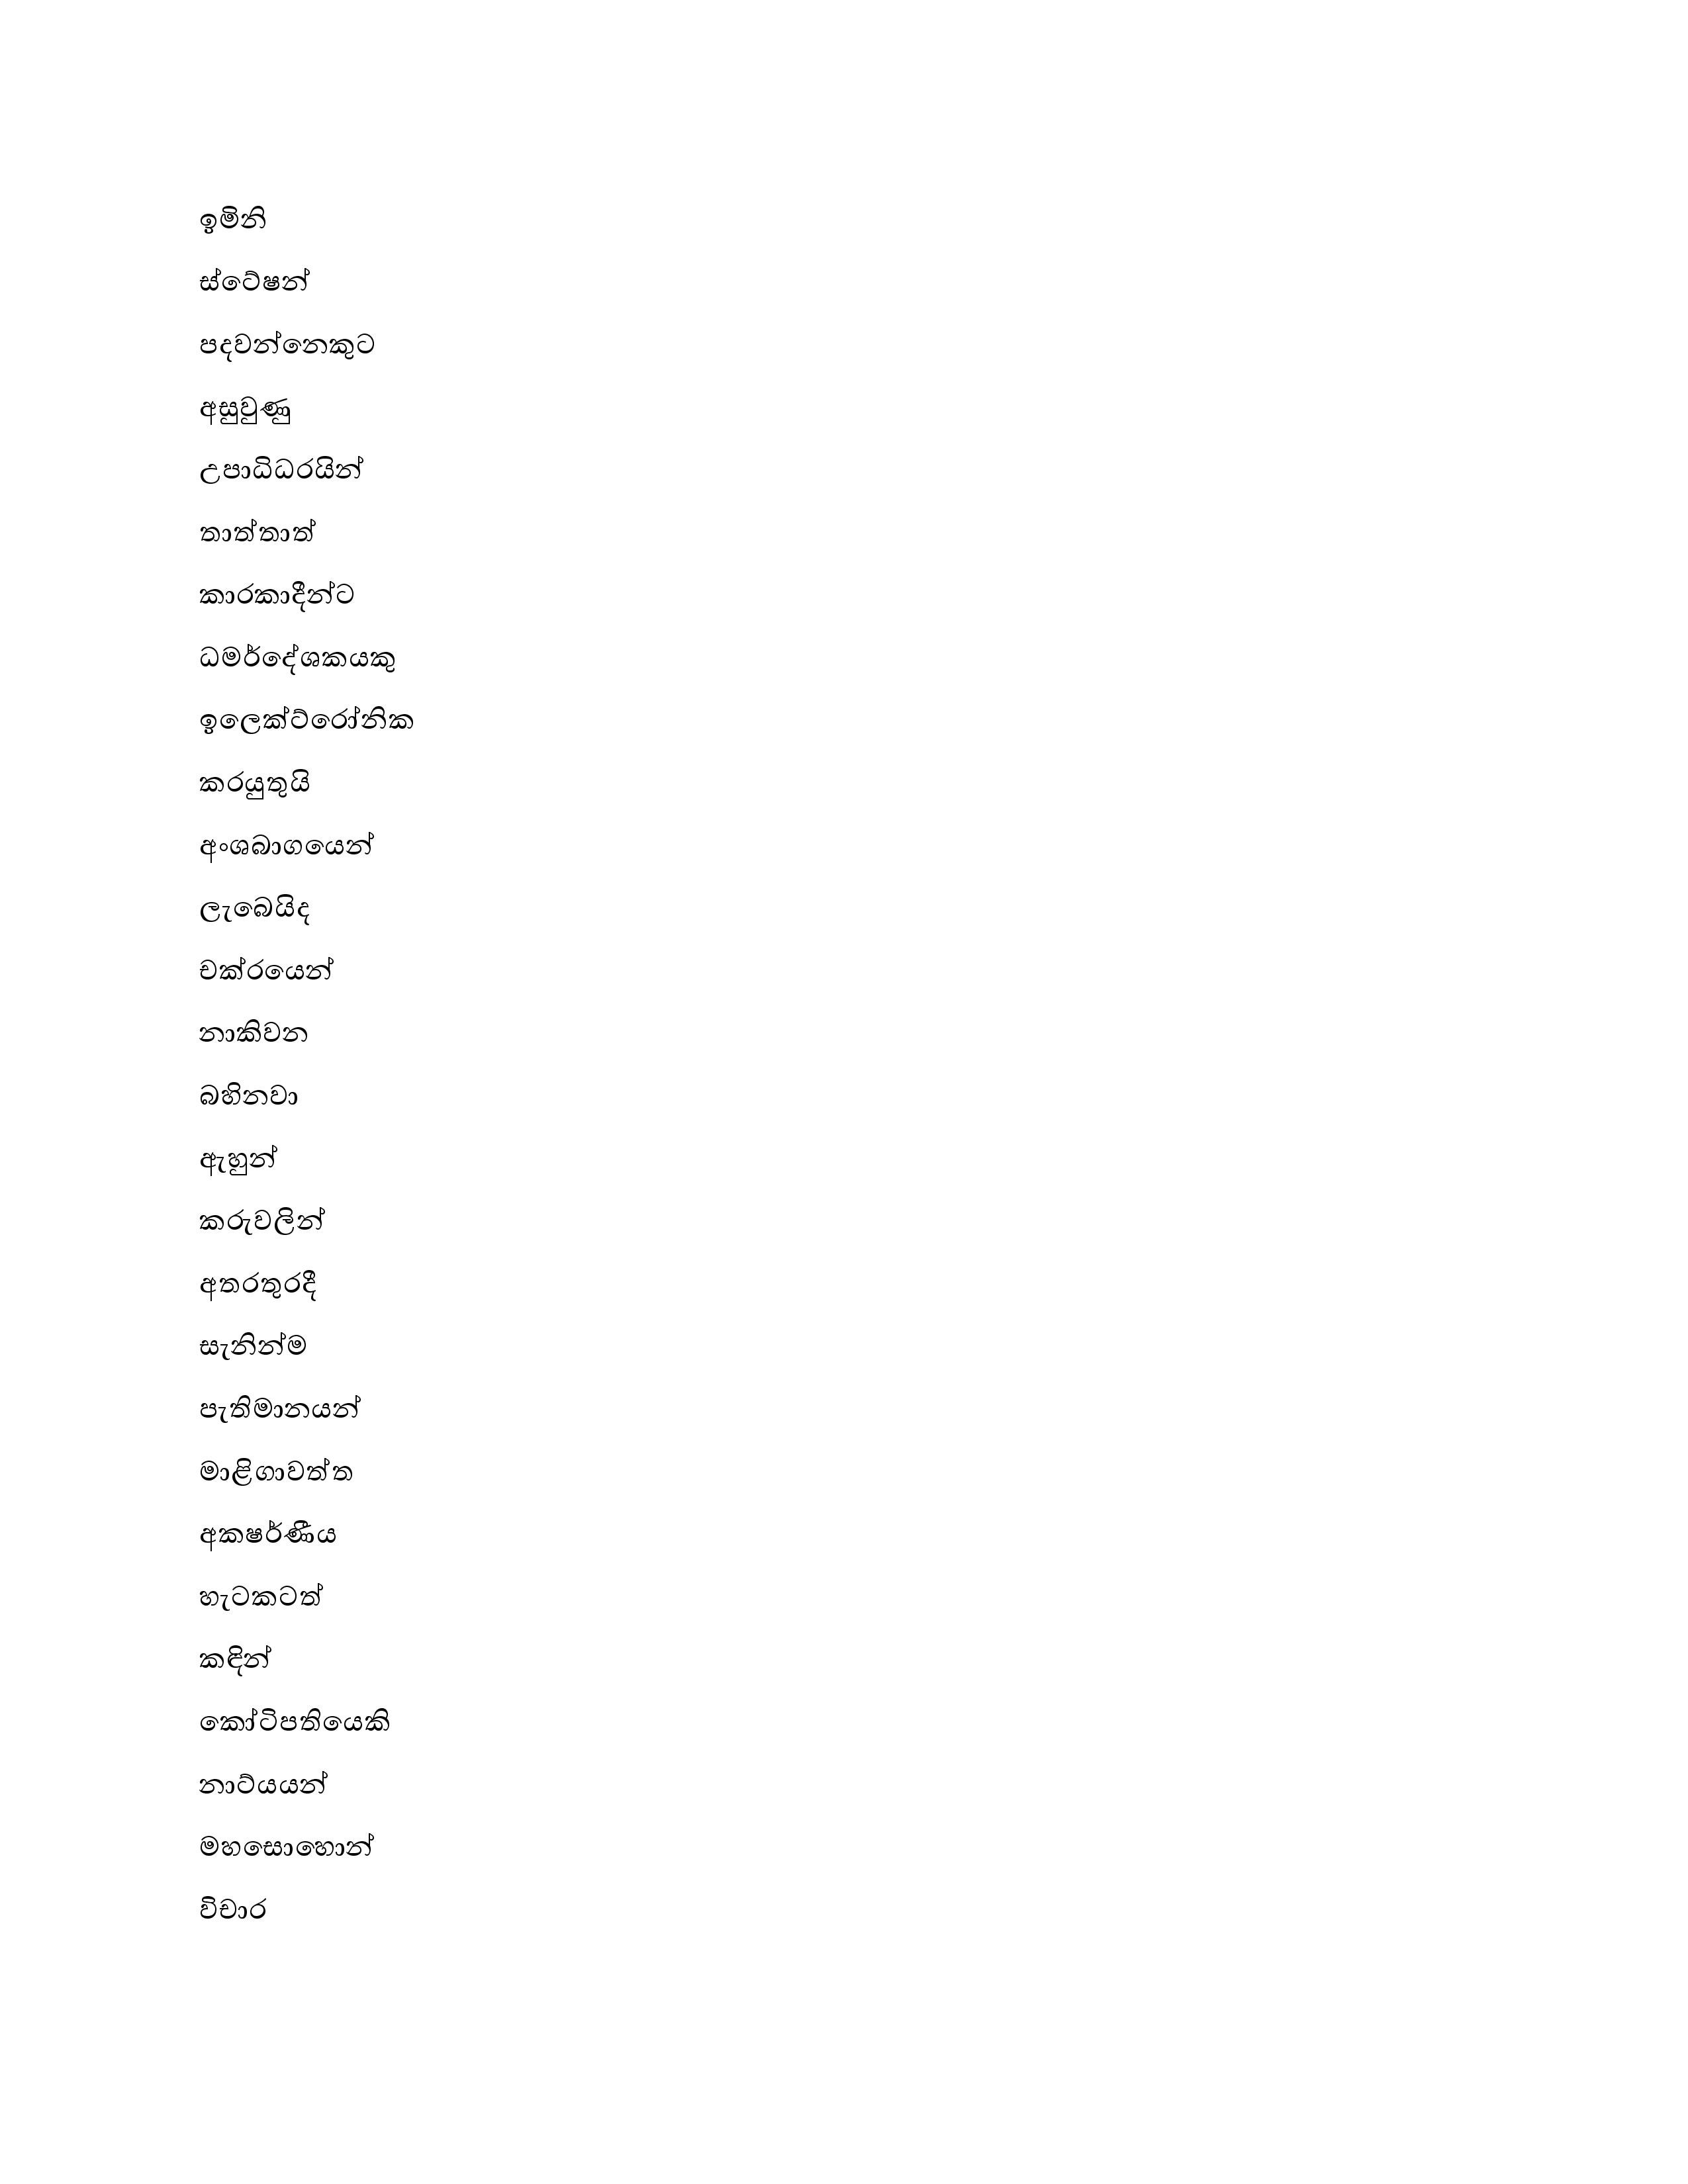 ඉමිනි
ස්ටේෂන්
පදවන්නෙකුට
අසුවුණු
උපාධිධරයින්
තාත්තාත්
කාරකාදීන්ට
ධමර්දේශකයකු
ඉලෙක්ට්රෝනික
කරයුතුයි
අංශබාගයෙන්
ලැබෙයිද
චක්රයෙන්
නාකිවන
බහිනවා
ඇහුන්
කරුවලින්
අතරතුරදී
සැනින්ම
පැතිමානයන්
මාළිගාවත්ත
අකෂර්ණීය
හැටකටත්
කඳින්
කෝටිපතියෙකි
නාට්යයන්
මහසොහොන්
විචාර